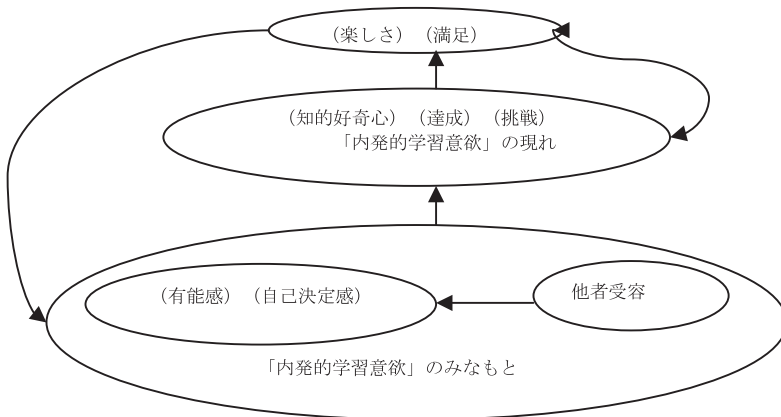 （楽しさ）（満足）
（知的好奇心）（達成）（挑戦）
「内発的学習意欲」の現れ
（有能感）（自己決定感）
他者受容
「内発的学習意欲」のみなもと